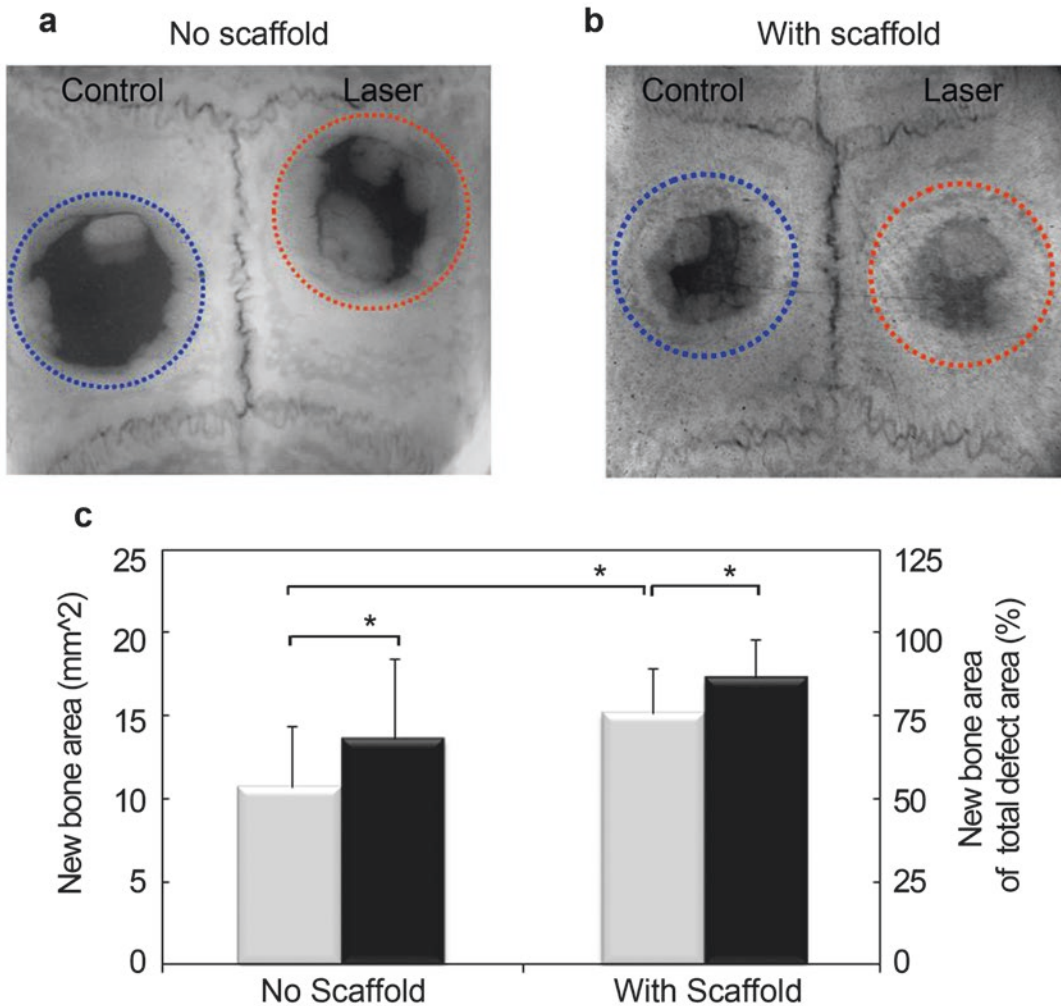 a
No scaffold
Control
Laser
b
With scaffold
Control
Laser
c
New bone area (mm^2)
25
20
15
10
5
0
*
*
*
125
100
75
50
25
0
New bone area
of total defect area (%)
No Scaffold
With Scaffold